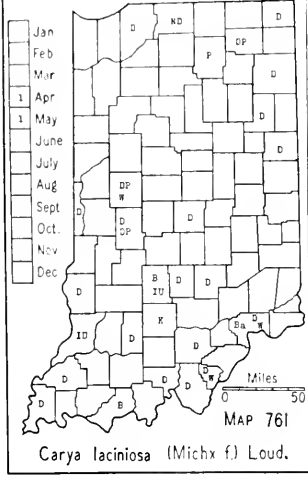 Jan
Feb
Mar
1 Apr
1 May
June
July
Aug
Sept
Oct.
Nov
Dec
D ND D
P DP
D
D
D
DP
W
D D
D
DP
B D D
IU
D
K D
Ba W
IU D D
D
W
D D D
D B
Miles
0 50
MAP 761
Carya laciniosa (Michx f.) Loud.